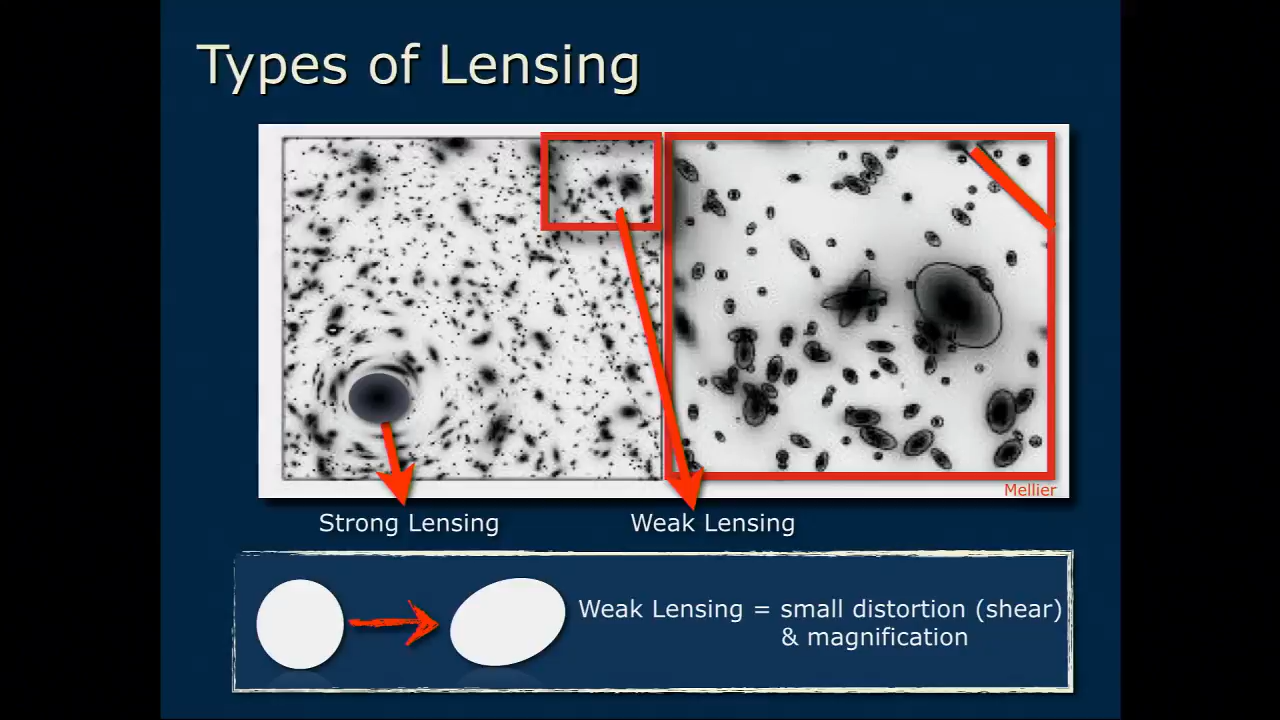 Types of Lensing
Mellier
Strong Lensing
Weak Lensing
Weak Lensing = small distortion (shear)
& magnification